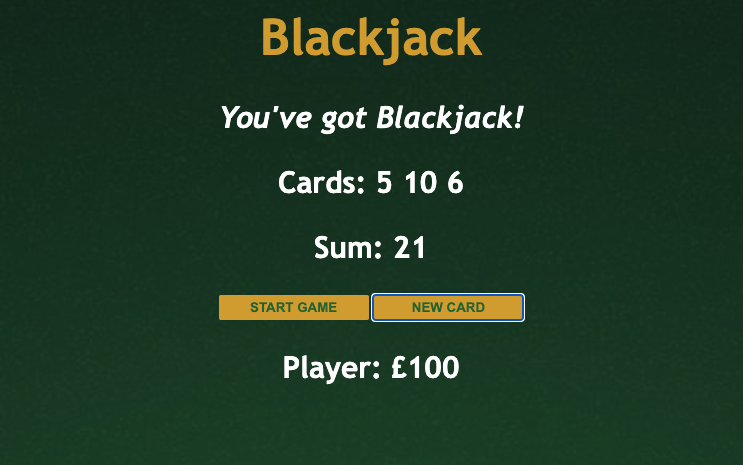 Blackjack
You've got Blackjack!
Cards: 5 10 6
Sum: 21
START GAME NEW CARD
Player: £100